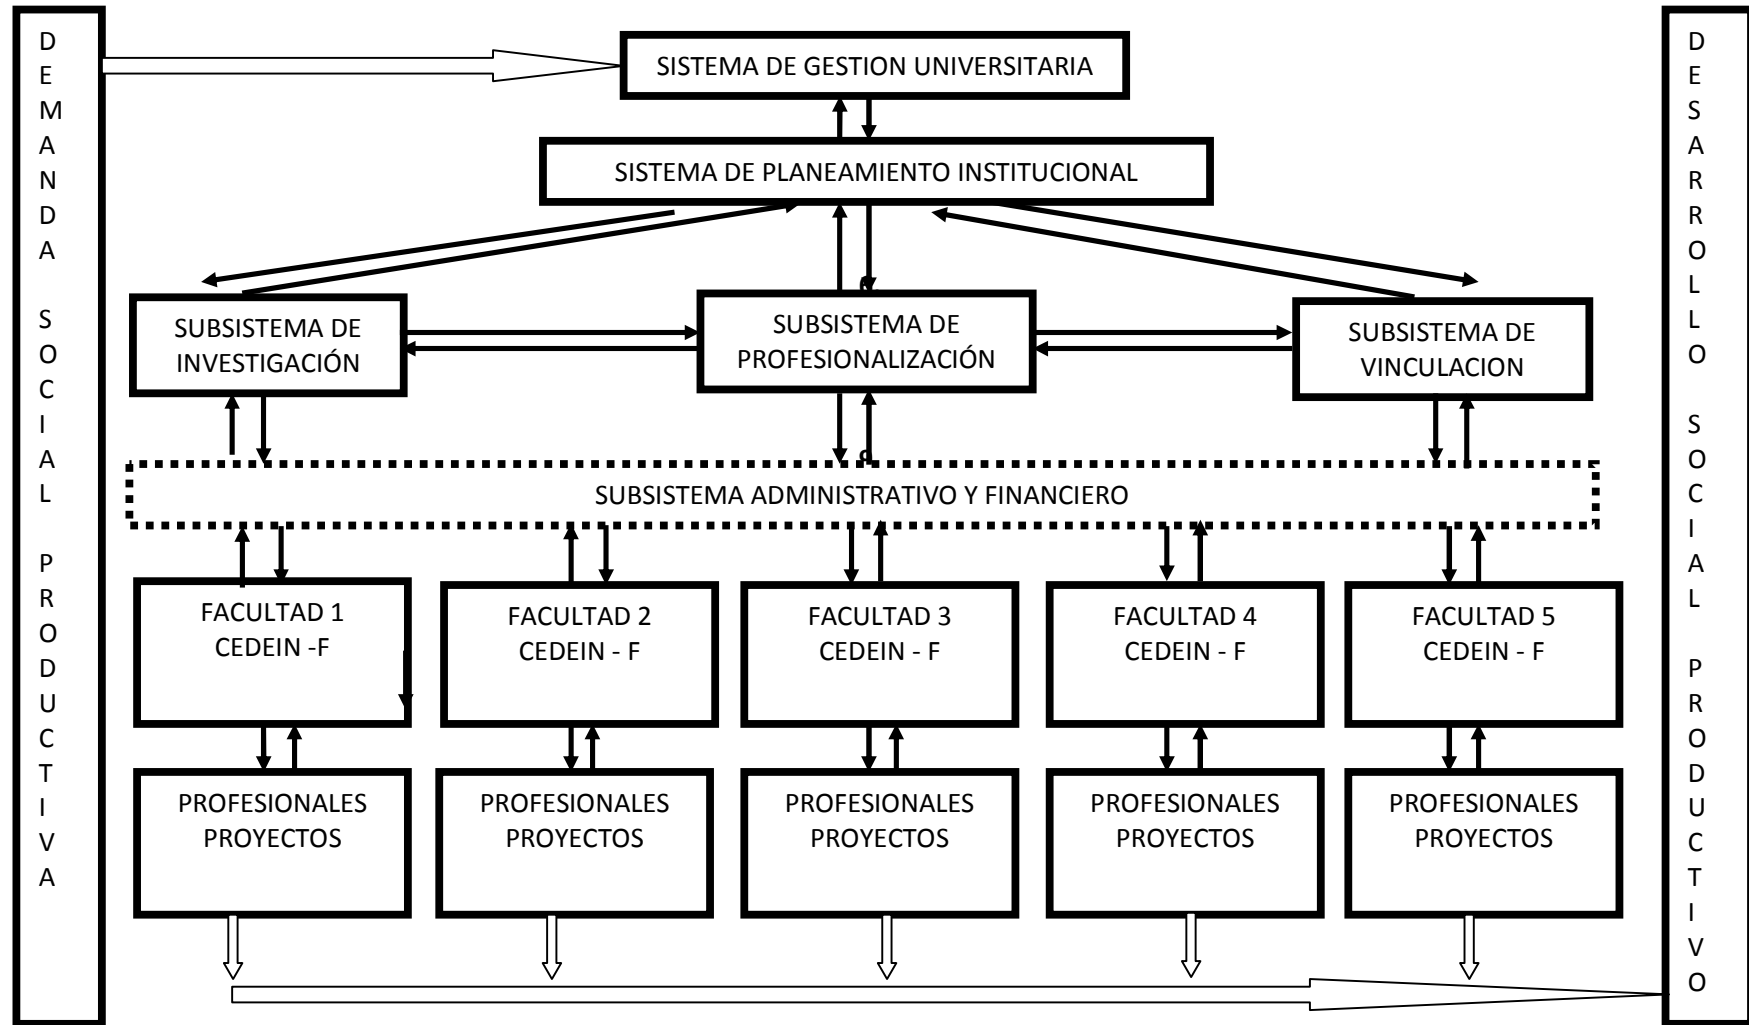 DEMANDA SOCIAL PRODUCTIVA
SISTEMA DE GESTION UNIVERSITARIA
SISTEMA DE PLANEAMIENTO INSTITUCIONAL
SUBSISTEMA DE
INVESTIGACIÓN
SUBSISTEMA DE
PROFESIONALIZACIÓN
SUBSISTEMA DE
VINCULACION
SUBSISTEMA ADMINISTRATIVO Y FINANCIERO
FACULTAD 1
CEDEIN -F
FACULTAD 2
CEDEIN - F
FACULTAD 3
CEDEIN - F
FACULTAD 4
CEDEIN - F
FACULTAD 5
CEDEIN - F
PROFESIONALES
PROYECTOS
PROFESIONALES
PROYECTOS
PROFESIONALES
PROYECTOS
PROFESIONALES
PROYECTOS
PROFESIONALES
PROYECTOS
DESARROLLO SOCIAL PRODUCTIVO